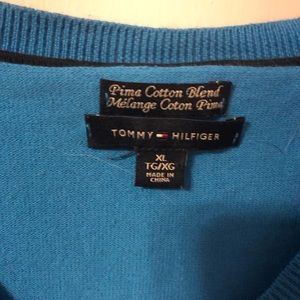 Pima Cotton Blend
Mélange Coton Pima
TOMMY HILFIGER
XL
TG/XG
MADE IN
CHINA